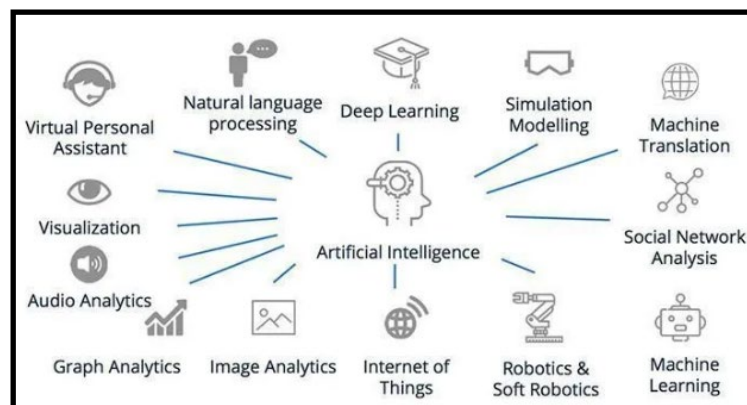 Virtual Personal
Assistant
Natural language
processing
Deep Learning
Simulation
Modelling
Machine
Translation
Visualization
Artificial Intelligence
Social Network
Analysis
Audio Analytics
Graph Analytics
Image Analytics
Internet of
Things
Robotics &
Soft Robotics
Machine
Learning